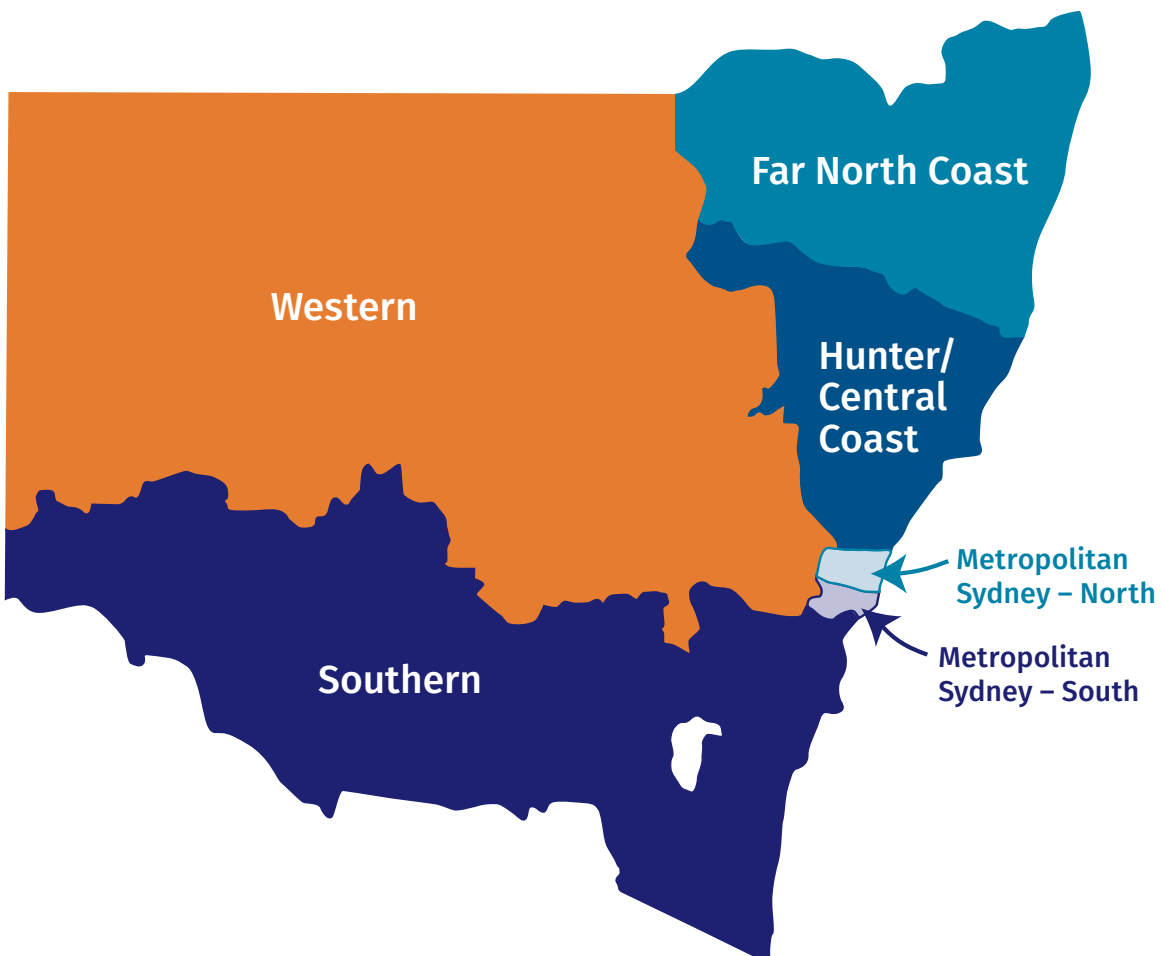 Far North Coast
Western
Hunter/
Central
Coast
Metropolitan
Sydney – North
Metropolitan
Sydney – South
Southern